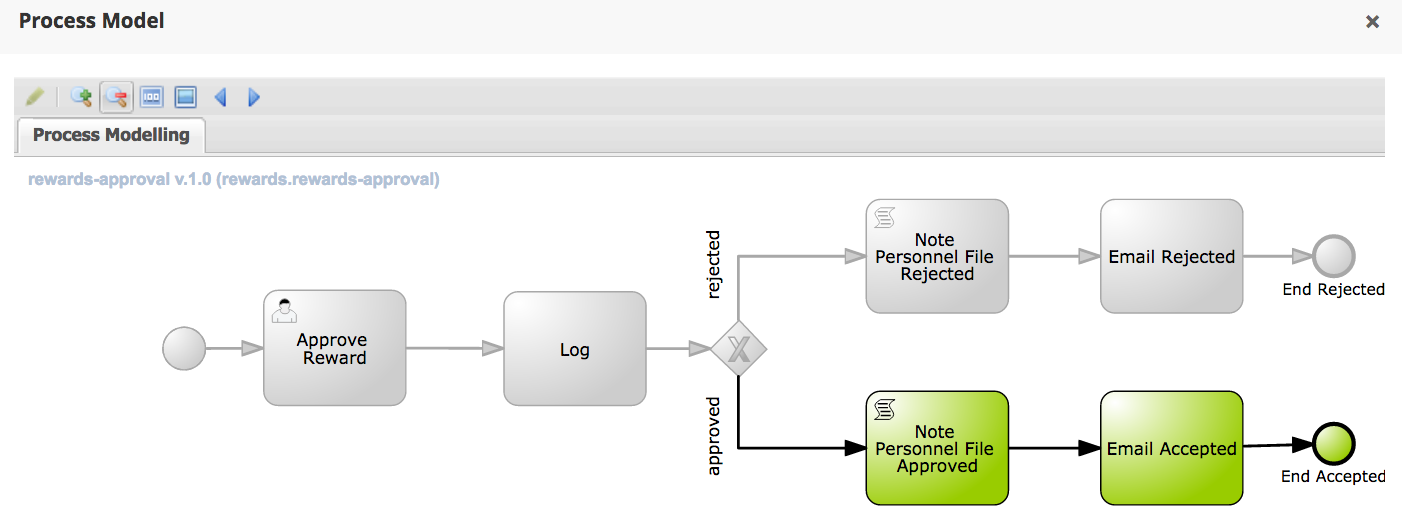 Process Model
Process Modelling
rewards-approval v.1.0 (rewards.rewards-approval)
rejected
Note
Personnel File
Rejected
Email Rejected
End Rejected
Approve
Reward
Log
X
approved
Note
Personnel File
Approved
Email Accepted
End Accepted